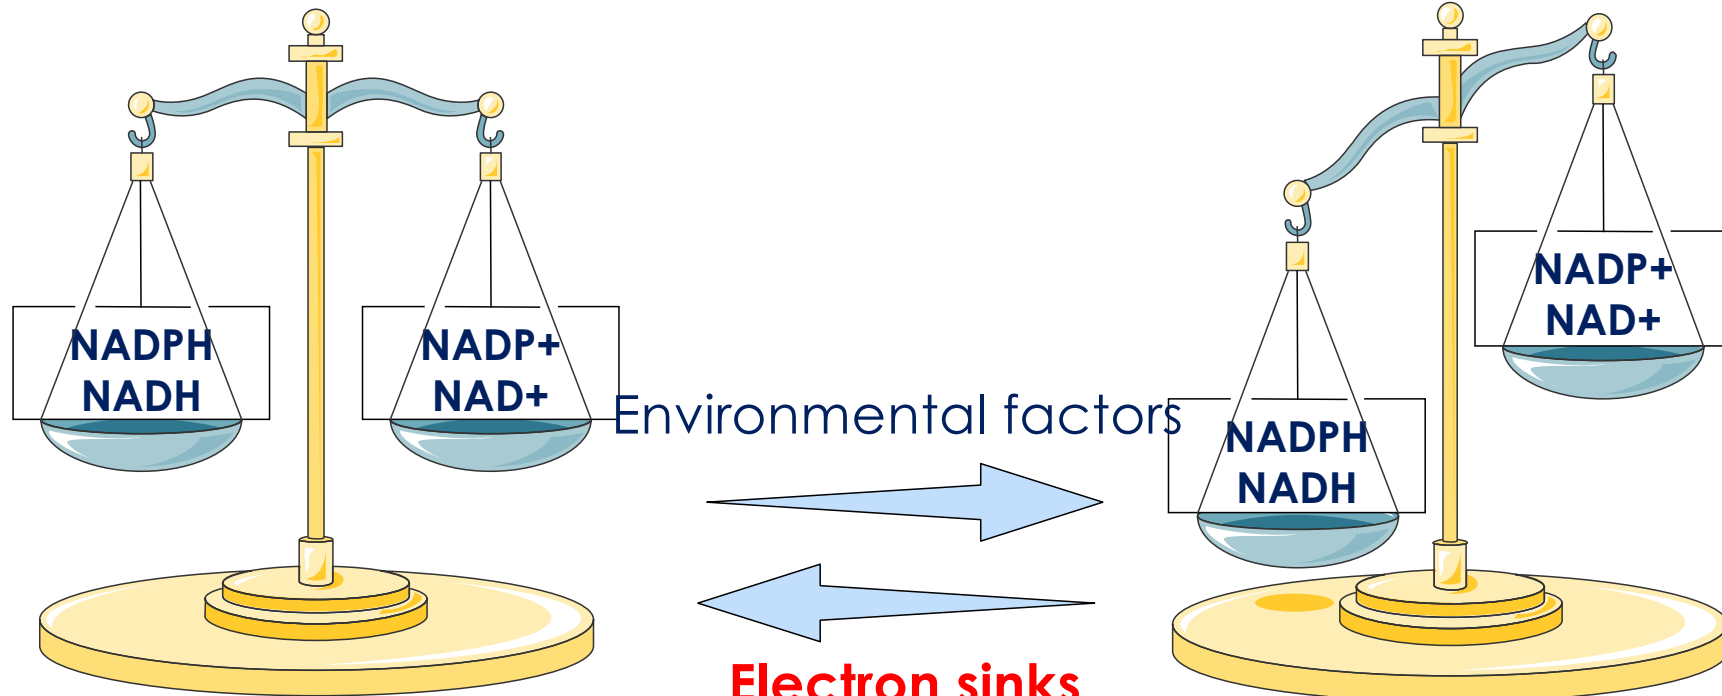 NADPH
NADH
NADP+
NAD+
Environmental factors
NADPH
NADH
NADP+
NAD+
Electron sinks